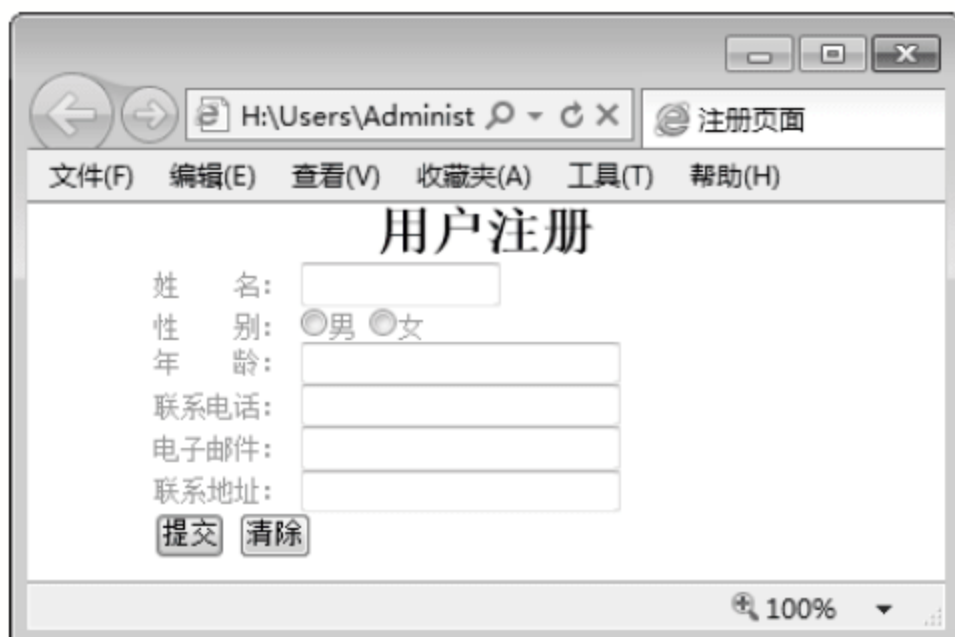 H:\Users\Administ
注册页面
文件(F) 编辑(E) 查看(V) 收藏夹(A) 工具(T) 帮助(H)
用户注册
姓 名:
性 别: 男 女
年 龄:
联系电话:
电子邮件:
联系地址:
提交 清除
100%